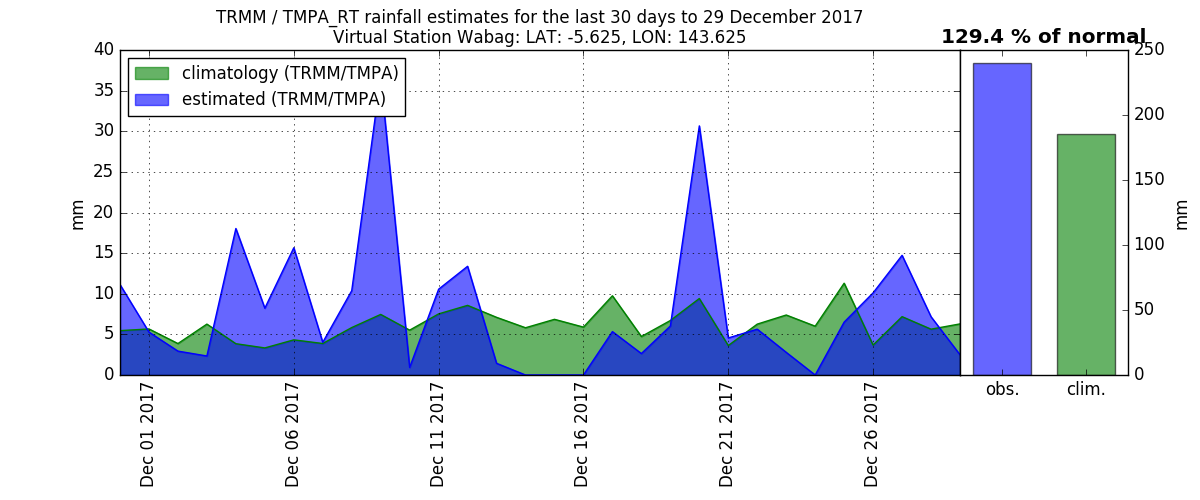 TRMM / TMPA_RT rainfall estimates for the last 30 days to 29 December 2017
Virtual Station Wabag: LAT: -5.625, LON: 143.625
129.4 % of normal
climatology (TRMM/TMPA)
estimated (TRMM/TMPA)
mm
40
35
30
25
20
15
10
5
0
Dec 01 2017
Dec 06 2017
Dec 11 2017
Dec 16 2017
Dec 21 2017
Dec 26 2017
obs.
clim.
250
200
150
100
50
0
mm